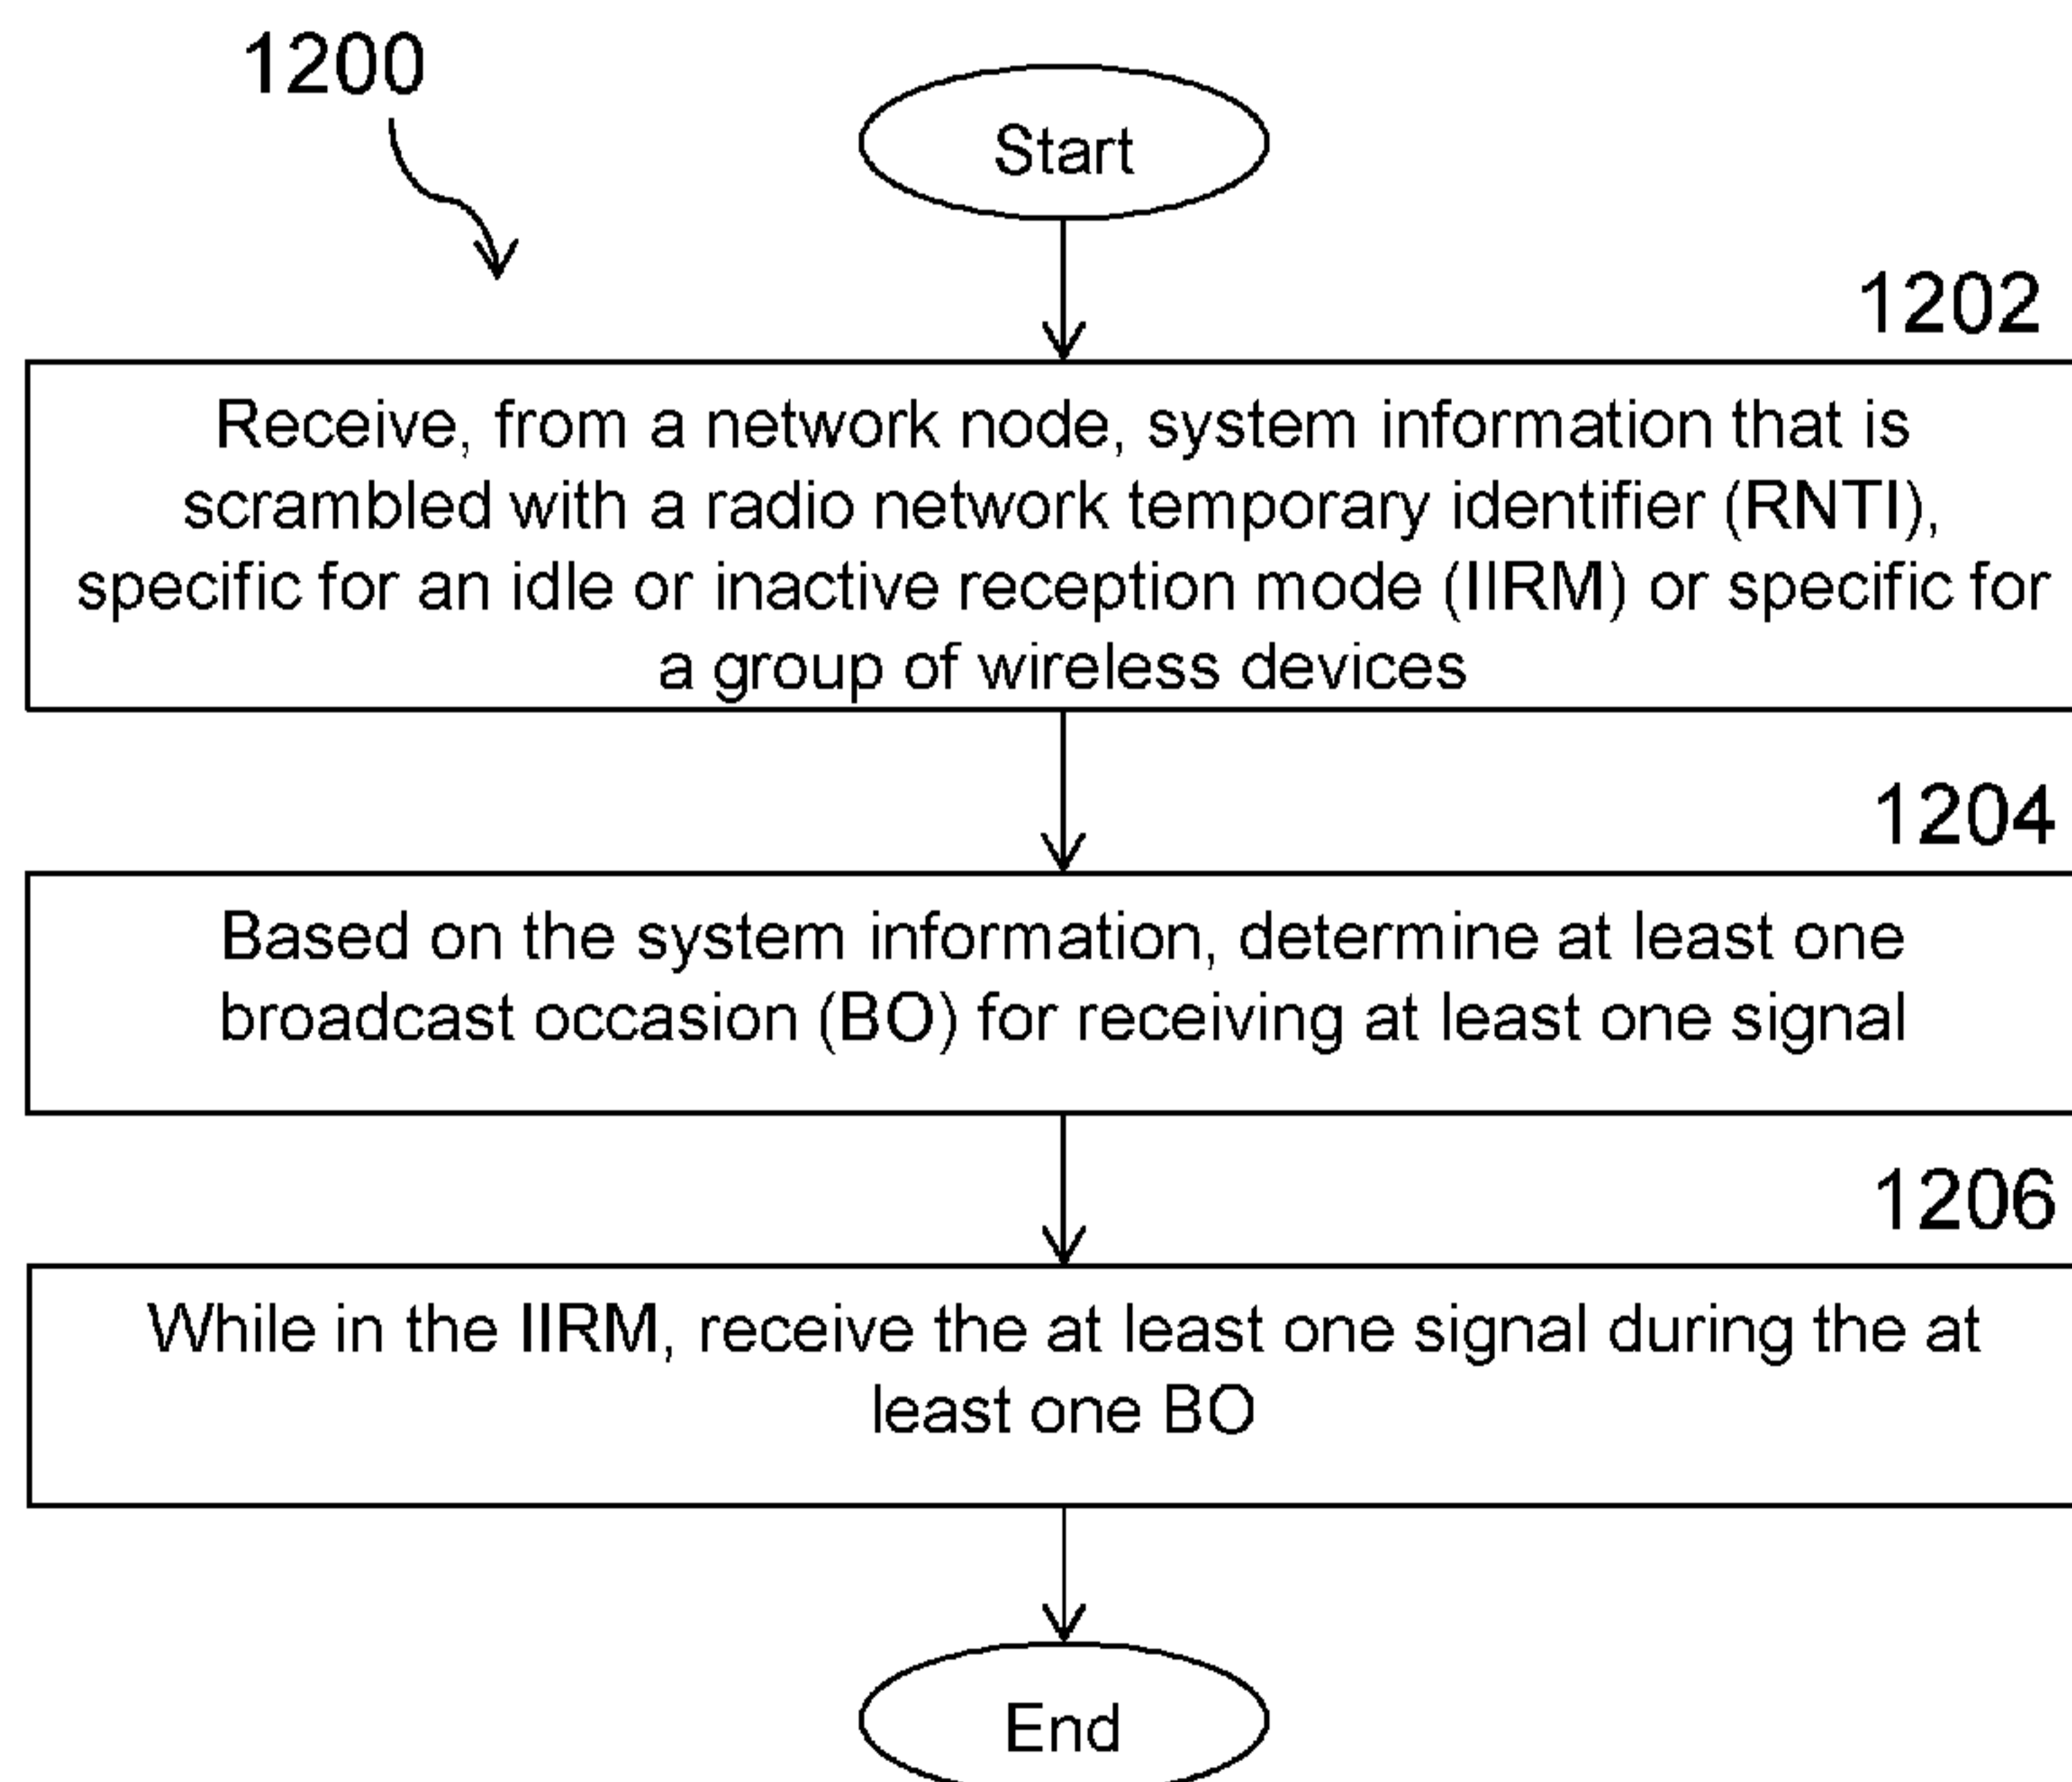 1200
Start
1202
Receive, from a network node, system information that is
scrambled with a radio network temporary identifier (RNTI),
specific for an idle or inactive reception mode (IIRM) or specific for
a group of wireless devices
1204
Based on the system information, determine at least one
broadcast occasion (BO) for receiving at least one signal
1206
While in the IIRM, receive the at least one signal during the at
least one BO
End